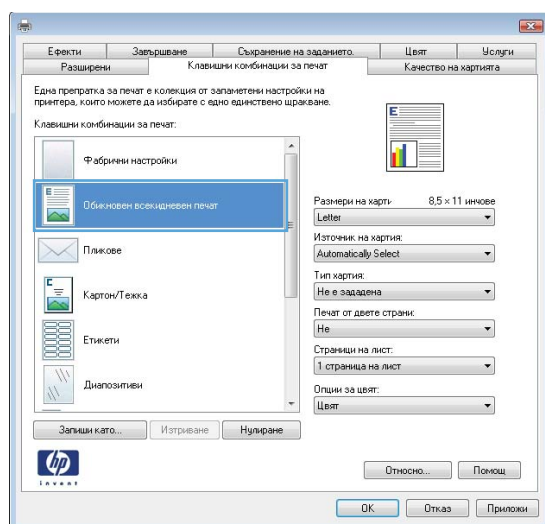 Ефекти Завършване Съхранение на заданието. Цвят Услуги
Разширени Клавишни комбинации за печат Качество на хартията
Една препратка за печат е колекция от запаметени настройки на
принтера, които можете да избирате с едно единствено щракване.
Клавишни комбинации за печат:
Фабрични настройки
Обикновен всекидневен печат
Пликове
Картон/Тежка
Етикети
Диапозитиви
Запиши като... Изтриване Нулиране
Размери на харти 8,5 × 11 инчове
Letter
Източник на хартия:
Automatically Select
Тип хартия:
Не е зададена
Печат от двете страни:
Не
Страници на лист:
1 страница на лист
Опции за цвят:
Цвят
hp
invent
Относно... Помощ
OK Отказ Приложи